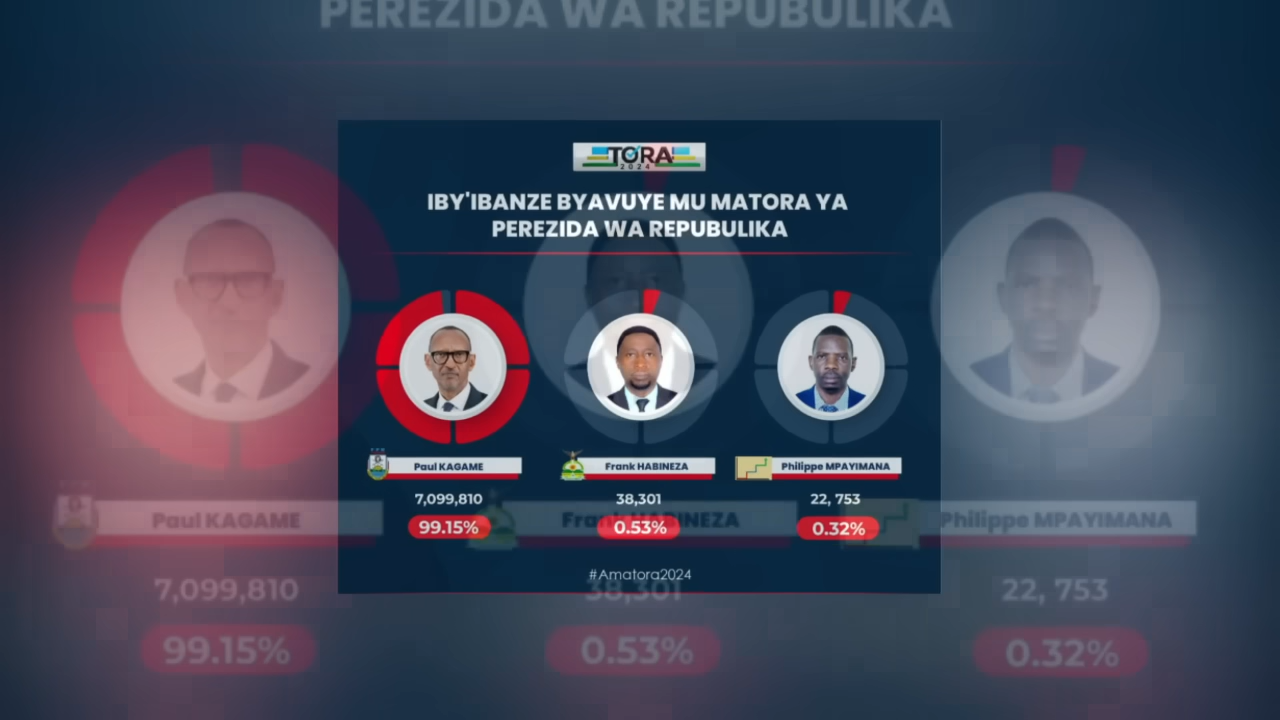 PEREZIDA WA REPUBULIKA
TORA
2024
IBY'IBANZE BYAVUYE MU MATORA YA
PEREZIDA WA REPUBULIKA
Paul KAGAME
Frank HABINEZA
Philippe MPAYIMANA
7,099,810
38,301
22, 753
99.15%
0.53%
0.32%
#Amatora2024
Paul KAGAME
Frank HABINEZA
Philippe MPAYIMANA
7,099,810
38,301
22, 753
99.15%
0.53%
0.32%